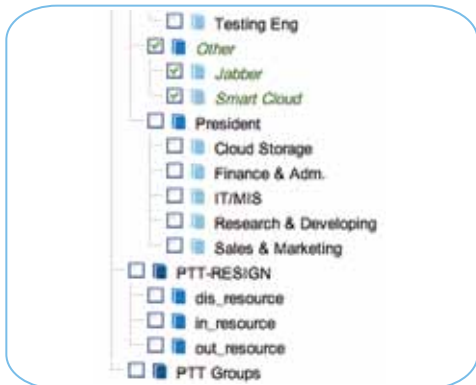 Testing Eng
Other
Jabber
Smart Cloud
President
Cloud Storage
Finance & Adm.
IT/MIS
Research & Developing
Sales & Marketing
PTT-RESIGN
dis_resource
in_resource
out_resource
PTT Groups